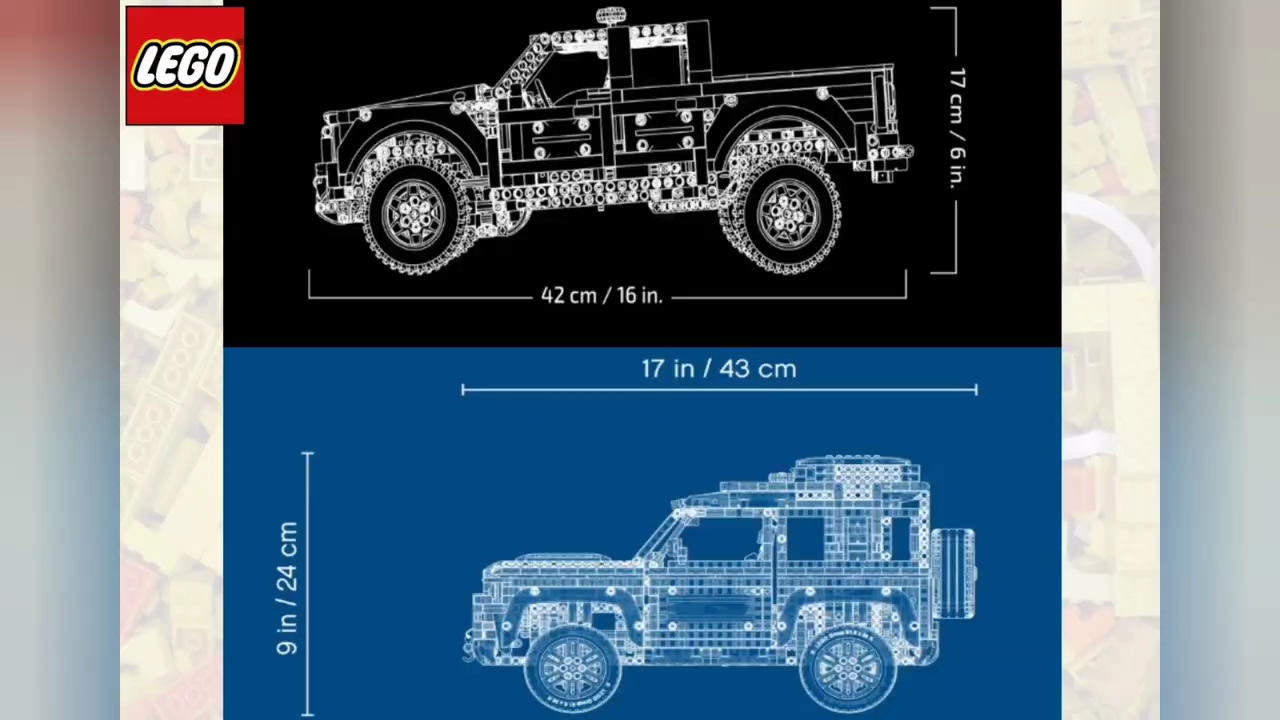 LEGO
17 cm / 6 in.
42 cm / 16 in.
17 in / 43 cm
9 in / 24 cm